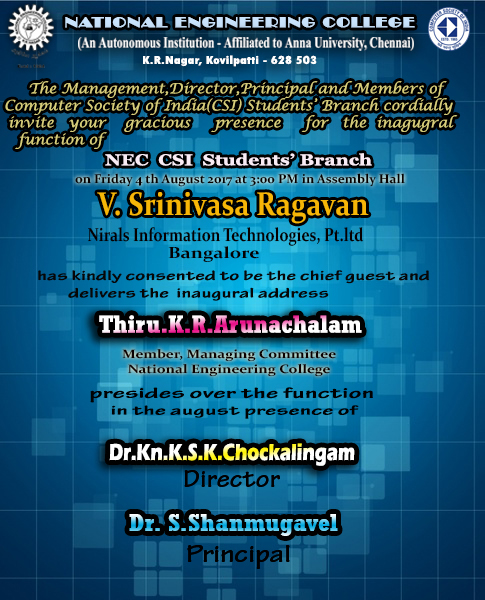 NATIONAL ENGINEERING COLLEGE
(An Autonomous Institution - Affiliated to Anna University, Chennai)
K.R.Nagar, Kovilpatti - 628 503
The Management,Director,Principal and Members of
Computer Society of India(CSI) Students' Branch cordially
invite your gracious presence for the inagugral
function of
NEC CSI Students' Branch
on Friday 4 th August 2017 at 3:00 PM in Assembly Hall
V. Srinivasa Ragavan
Nirals Information Technologies, Pt.ltd
Bangalore
has kindly consented to be the chief guest and
delivers the inaugural address
Thiru.K.R.Arunachalam
Member, Managing Committee
National Engineering College
presides over the function
in the august presence of
Dr.Kn.K.S.K.Chockalingam
Director
Dr. S.Shanmugavel
Principal